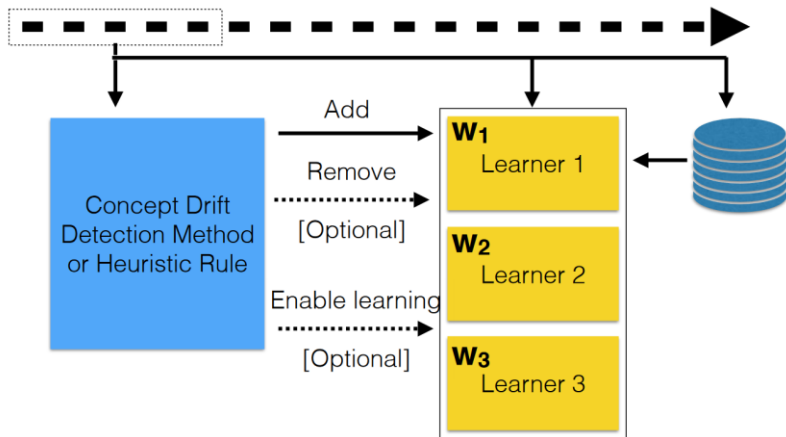 Concept Drift
Detection Method
or Heuristic Rule
Add
Remove
[Optional]
Enable learning
[Optional]
W1
Learner 1
W2
Learner 2
W3
Learner 3